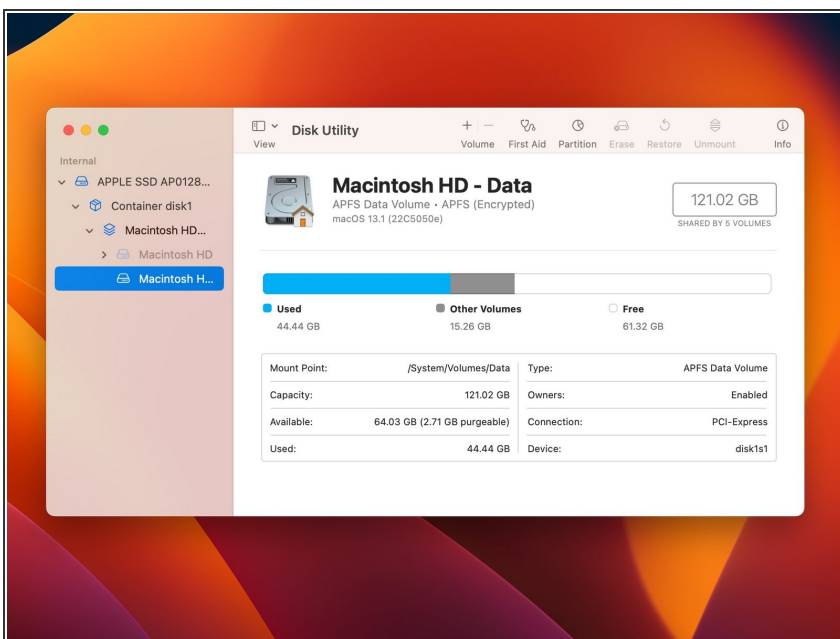 Disk Utility
View
Volume First Aid Partition Erase Restore Unmount Info
Internal
APPLE SSD AP0128...
Container disk1
Macintosh HD...
Macintosh HD
Macintosh H...
Macintosh HD - Data
APFS Data Volume • APFS (Encrypted)
macOS 13.1 (22C5050e)
121.02 GB
SHARED BY 5 VOLUMES
Used Other Volumes Free
44.44 GB 15.26 GB 61.32 GB
Mount Point: /System/Volumes/Data Type: APFS Data Volume
Capacity: 121.02 GB Owners: Enabled
Available: 64.03 GB (2.71 GB purgeable) Connection: PCI-Express
Used: 44.44 GB Device: disk1s1